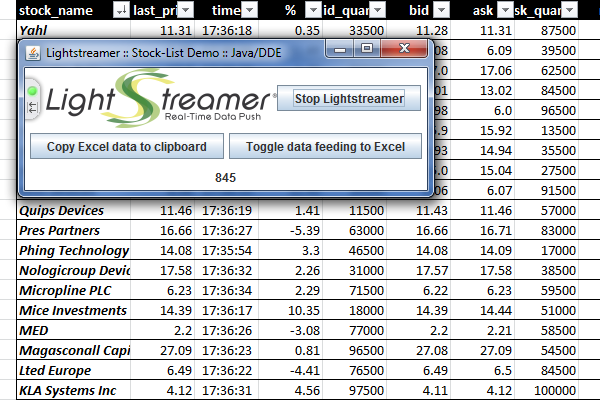 stock_name last_pri time % id_quan bid ask sk_quan
Yahl 11.31 17:36:18 0.35 33500 11.28 11.31 87500
Lightstreamer :: Stock-List Demo :: Java/DDE
08 6.09 39500
7.0 17.06 62500
LightStreamer®
Real-Time Data Push
Stop Lightstreamer
01 13.02 84500
98 6.0 96500
5.9 15.92 13500
Copy Excel data to clipboard Toggle data feeding to Excel
93 14.94 35500
5.0 15.04 27500
845
06 6.07 91500
Quips Devices 11.46 17:36:19 1.41 11500 11.43 11.46 57000
Pres Partners 16.66 17:36:27 -5.39 63000 16.66 16.71 83000
Phing Technology 14.08 17:35:54 3.3 46500 14.08 14.09 17000
Nologicroup Devic 17.58 17:36:32 2.26 31000 17.57 17.58 38500
Micropline PLC 6.23 17:36:34 2.29 71500 6.22 6.23 59500
Mice Investments 14.39 17:36:17 10.35 18000 14.39 14.44 51000
MED 2.2 17:36:26 -3.08 77000 2.2 2.21 58500
Magasconall Capi 27.09 17:36:23 0.81 96500 27.08 27.09 54500
Lted Europe 6.49 17:36:22 -4.41 76500 6.49 6.5 84500
KLA Systems Inc 4.12 17:36:31 4.56 97500 4.11 4.12 100000